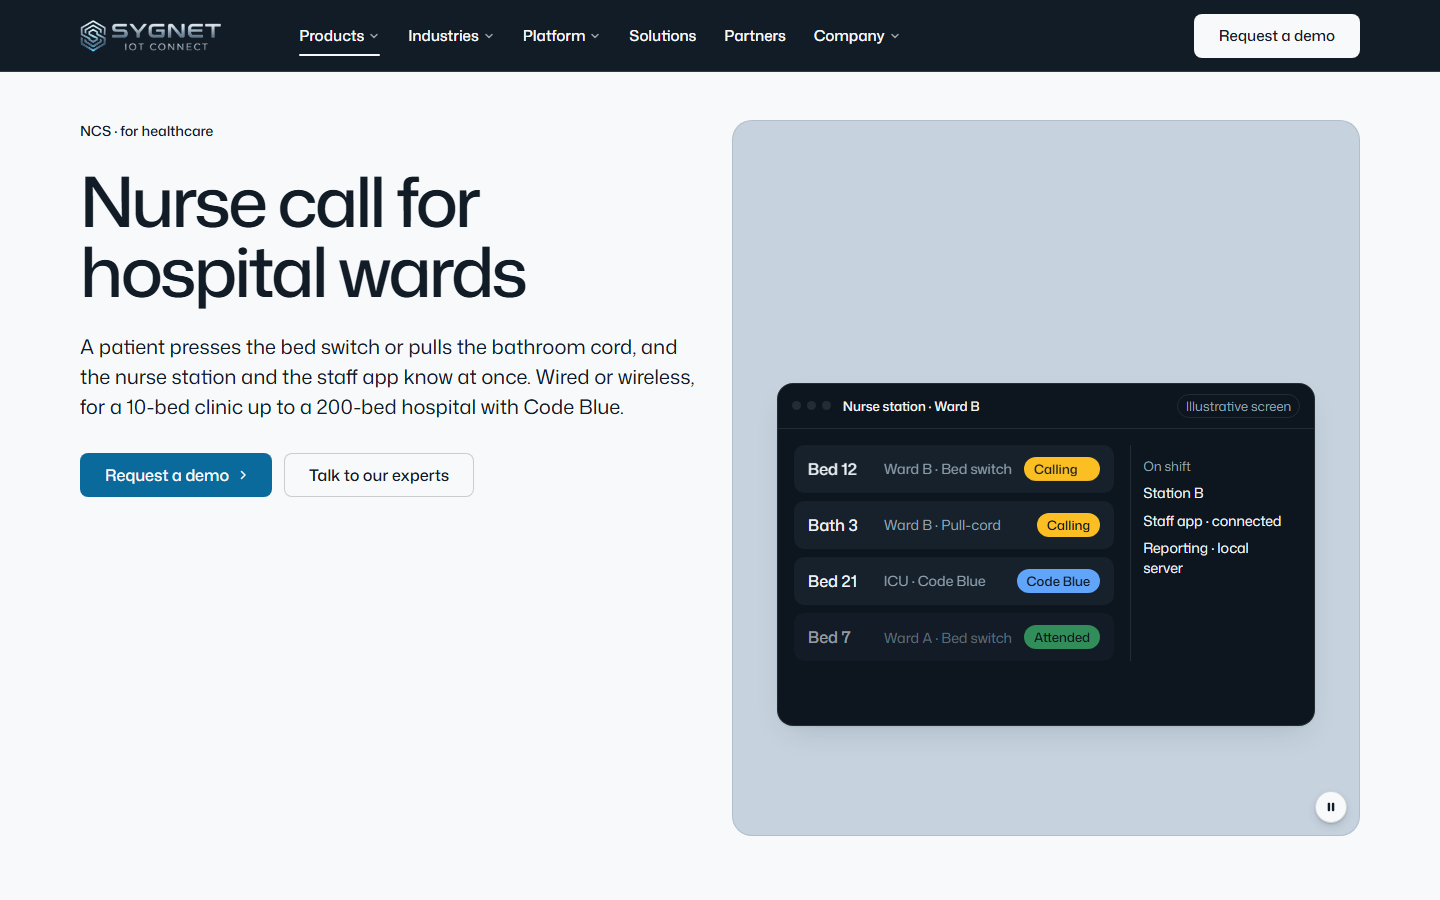 SYGNET
IOT CONNECT
Products
Industries
Platform
Solutions
Partners
Company
Request a demo
NCS · for healthcare
Nurse call for
hospital wards
A patient presses the bed switch or pulls the bathroom cord, and
the nurse station and the staff app know at once. Wired or wireless,
for a 10-bed clinic up to a 200-bed hospital with Code Blue.
Request a demo
Talk to our experts
Nurse station · Ward B
Illustrative screen
Bed 12 Ward B · Bed switch Calling
Bath 3 Ward B · Pull-cord Calling
Bed 21 ICU · Code Blue Code Blue
Bed 7 Ward A · Bed switch Attended
On shift
Station B
Staff app · connected
Reporting · local
server